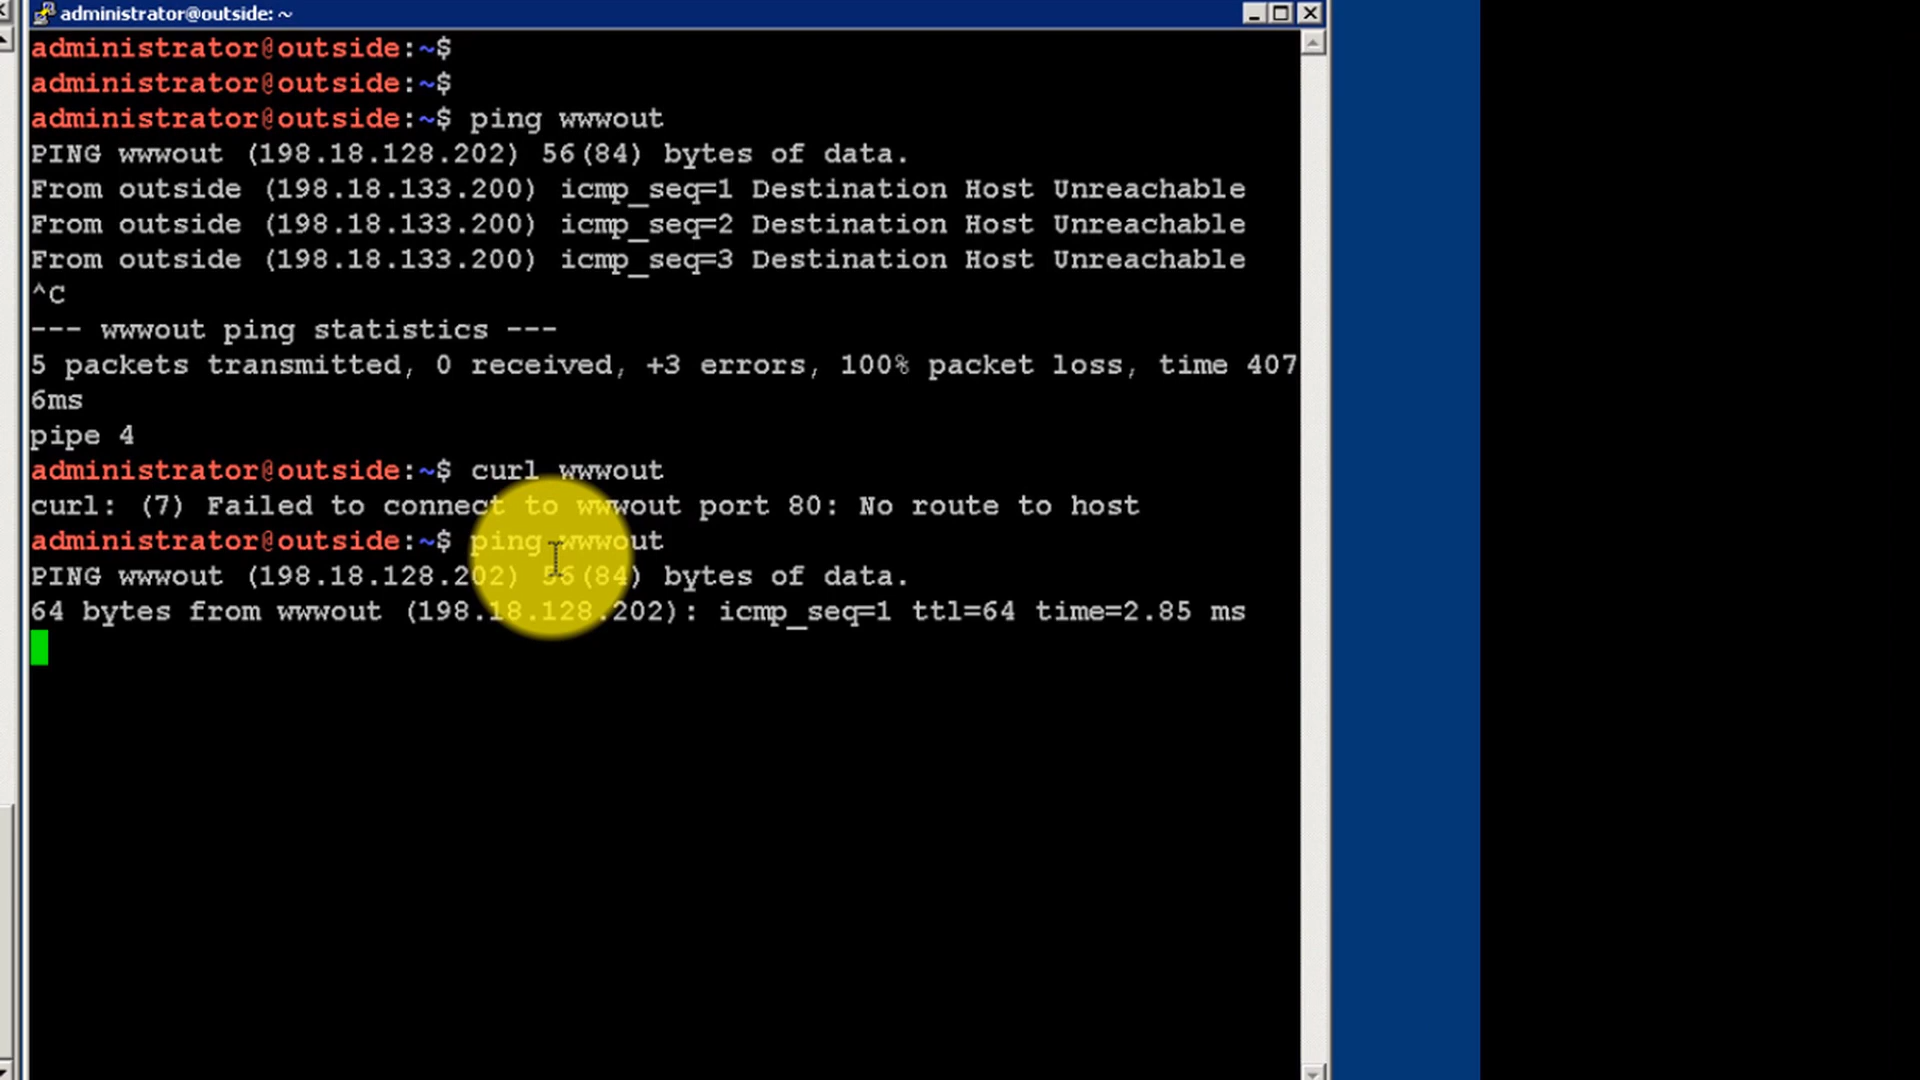 administrator@outside: ~
administrator@outside:~$
administrator@outside:~$
administrator@outside:~$ ping wwwout
PING wwwout (198.18.128.202) 56(84) bytes of data.
From outside (198.18.133.200) icmp_seq=1 Destination Host Unreachable
From outside (198.18.133.200) icmp_seq=2 Destination Host Unreachable
From outside (198.18.133.200) icmp_seq=3 Destination Host Unreachable
^C
--- wwwout ping statistics ---
5 packets transmitted, 0 received, +3 errors, 100% packet loss, time 407
6ms
pipe 4
administrator@outside:~$ curl wwwout
curl: (7) Failed to connect to wwwout port 80: No route to host
administrator@outside:~$ ping wwwout
PING wwwout (198.18.128.202) 56(84) bytes of data.
64 bytes from wwwout (198.18.128.202): icmp_seq=1 ttl=64 time=2.85 ms